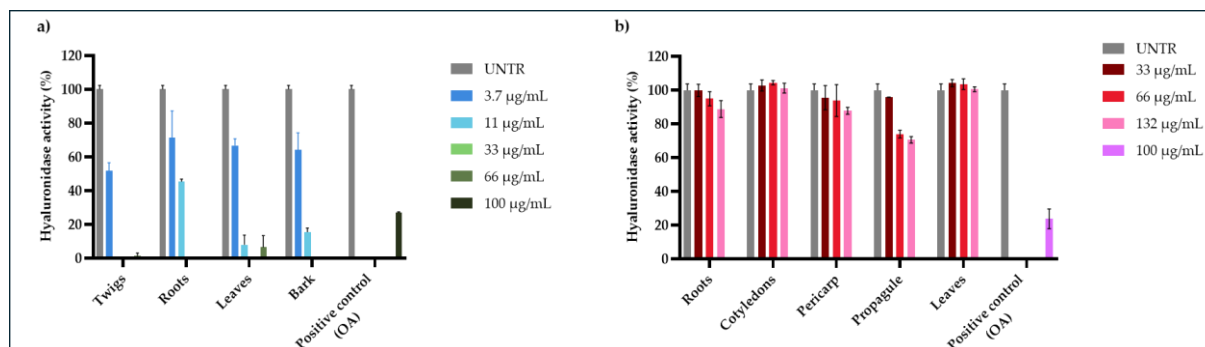 a)
Hyaluronidase activity (%)
120
100
80
60
40
20
0
Twigs
Roots
Leaves
Bark
Positive control
(OA)
UNTR
3.7 µg/mL
11 µg/mL
33 µg/mL
66 µg/mL
100 µg/mL
b)
Hyaluronidase activity (%)
120
100
80
60
40
20
0
Roots
Cotyledons
Pericarp
Propagule
Leaves
Positive control
(OA)
UNTR
33 µg/mL
66 µg/mL
132 µg/mL
100 µg/mL